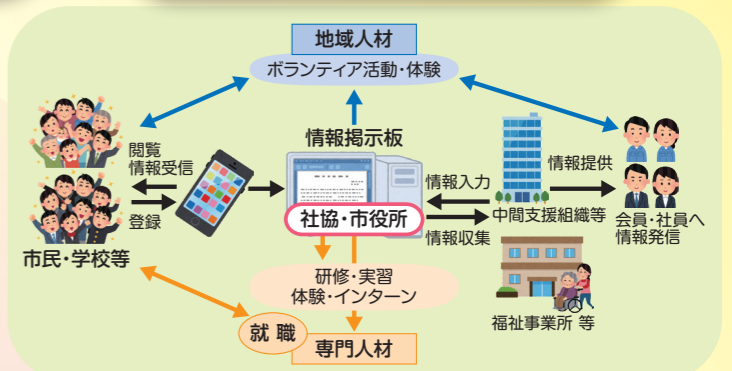 地域人材
ボランティア活動・体験
情報掲示板
閲覧
情報受信
登録
市民・学校等
社協・市役所
情報入力
情報収集
中間支援組織等
情報提供
会員・社員へ
情報発信
福祉事業所 等
研修・実習
体験・インターン
就職
専門人材